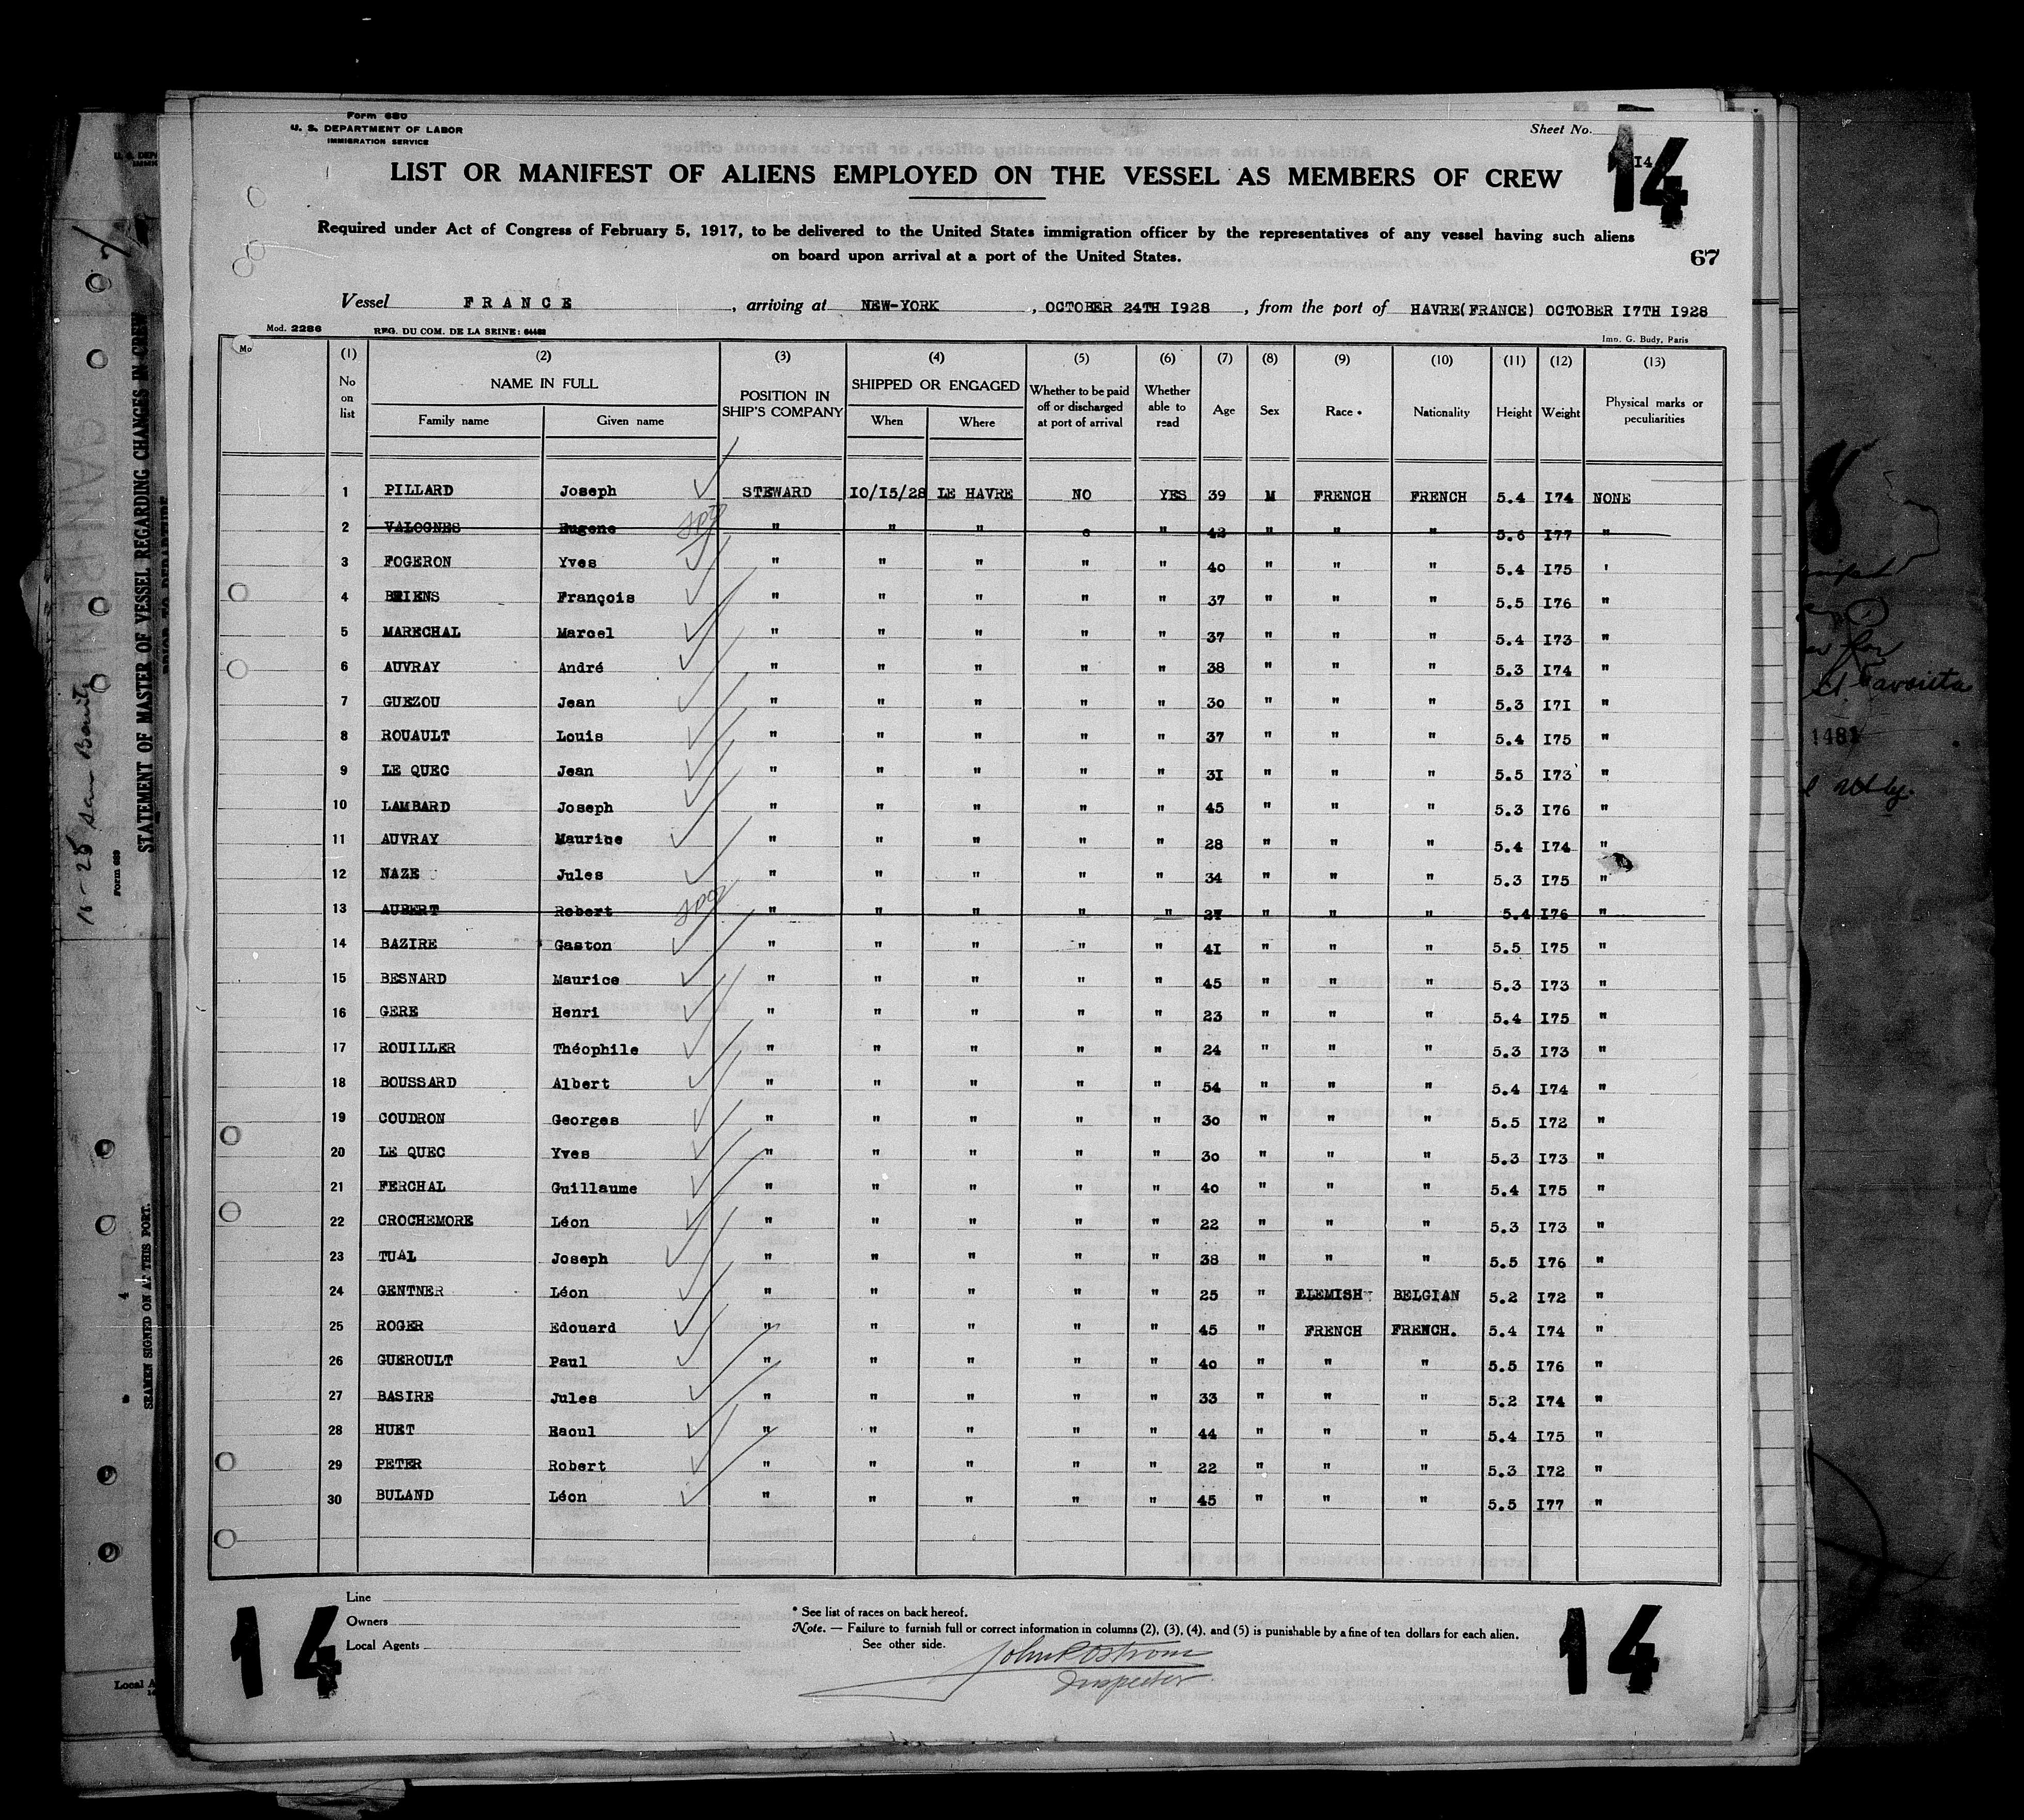 Form 680
U. S. DEPARTMENT OF LABOR
IMMIGRATION SERVICE
Sheet No. 14
14
LIST OR MANIFEST OF ALIENS EMPLOYED ON THE VESSEL AS MEMBERS OF CREW
Required under Act of Congress of February 5, 1917, to be delivered to the United States immigration officer by the representatives of any vessel having such aliens
on board upon arrival at a port of the United States.
67
Vessel FRANCE, arriving at NEW-YORK, OCTOBER 24TH 1928, from the port of HAVRE(FRANCE) OCTOBER 17TH 1928
Mod. 2286 REG. DU COM. DE LA SEINE: 64488 Imp. G. Budy, Paris
(1) (2) (3) (4) (5) (6) (7) (8) (9) (10) (11) (12) (13)
No on list NAME IN FULL Family name Given name POSITION IN SHIP'S COMPANY SHIPPED OR ENGAGED When Where Whether to be paid off or discharged at port of arrival Whether able to read Age Sex Race * Nationality Height Weight Physical marks or peculiarities
1 PILLARD Joseph STEWARD 10/15/28 LE HAVRE NO YES 39 M FRENCH FRENCH 5.4 174 NONE
2 VALOGNES Eugene " " " " 42 " " " 5.6 177 "
3 FOGERON Yves " " " " " 40 " " " 5.4 175 '
4 BRIENS François " " " " " 37 " " " 5.5 176 "
5 MARECHAL Marcel " " " " " 37 " " " 5.4 173 "
6 AUVRAY André " " " " " 38 " " " 5.3 174 "
7 GUEZOU Jean " " " " " 30 " " " 5.3 171 "
8 ROUAULT Louis " " " " " 37 " " " 5.4 175 "
9 LE QUEC Jean " " " " " 31 " " " 5.5 173 "
10 LAMBARD Joseph " " " " " 45 " " " 5.3 176 "
11 AUVRAY Maurice " " " " " 28 " " " 5.4 174 "
12 NAZE Jules " " " " " 34 " " " 5.3 175 "
13 AUBERT Robert " " " " " 27 " " " 5.4 176 "
14 BAZIRE Gaston " " " " " 41 " " " 5.5 175 "
15 BESNARD Maurice " " " " " 45 " " " 5.3 173 "
16 GERE Henri " " " " " 23 " " " 5.4 175 "
17 ROUILLER Théophile " " " " " 24 " " " 5.3 173 "
18 BOUSSARD Albert " " " " " 54 " " " 5.4 174 "
19 COUDRON Georges " " " " " 30 " " " 5.5 172 "
20 LE QUEC Yves " " " " " 30 " " " 5.3 173 "
21 FERCHAL Guillaume " " " " " 40 " " " 5.4 175 "
22 CROCHEMORE Léon " " " " " 22 " " " 5.3 173 "
23 TUAL Joseph " " " " " 38 " " " 5.5 176 "
24 GENTNER Léon " " " " " 25 " FLEMISH BELGIAN 5.2 172 "
25 ROGER Edouard " " " " " 45 " FRENCH FRENCH. 5.4 174 "
26 GUEROULT Paul " " " " " 40 " " " 5.5 176 "
27 BASIRE Jules " " " " " 33 " " " 5.2 174 "
28 HUET Raoul " " " " " 44 " " " 5.4 175 "
29 PETER Robert " " " " " 22 " " " 5.3 172 "
30 BULAND Léon " " " " " 45 " " " 5.5 177 "
Line
Owners
Local Agents
* See list of races on back hereof.
Note. — Failure to furnish full or correct information in columns (2), (3), (4), and (5) is punishable by a fine of ten dollars for each alien.
See other side.
John Ostrom
Inspector
14
14
STATEMENT OF MASTER OF VESSEL REGARDING CHANGES IN CREW
PRIOR TO DEPARTURE
SEAMEN SIGNED ON AT THIS PORT.
Form 689
1481